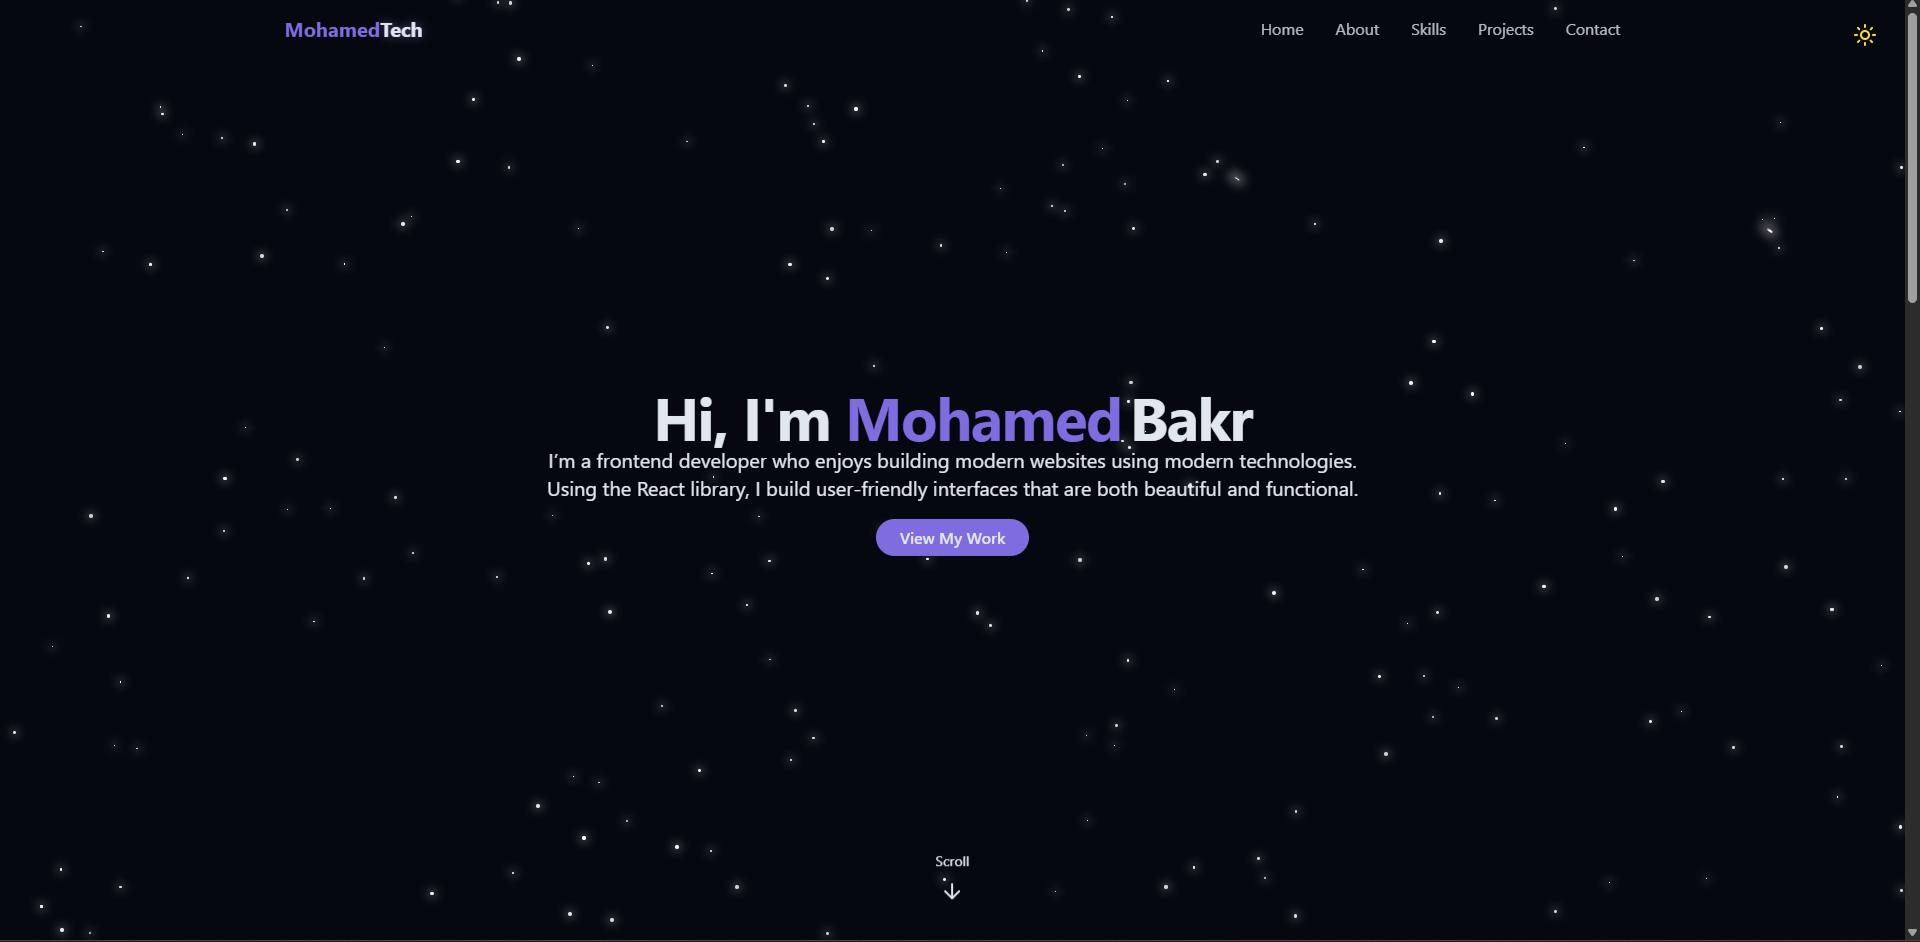 MohamedTech
Home About Skills Projects Contact
Hi, I'm Mohamed Bakr
I’m a frontend developer who enjoys building modern websites using modern technologies.
Using the React library, I build user-friendly interfaces that are both beautiful and functional.
View My Work
Scroll